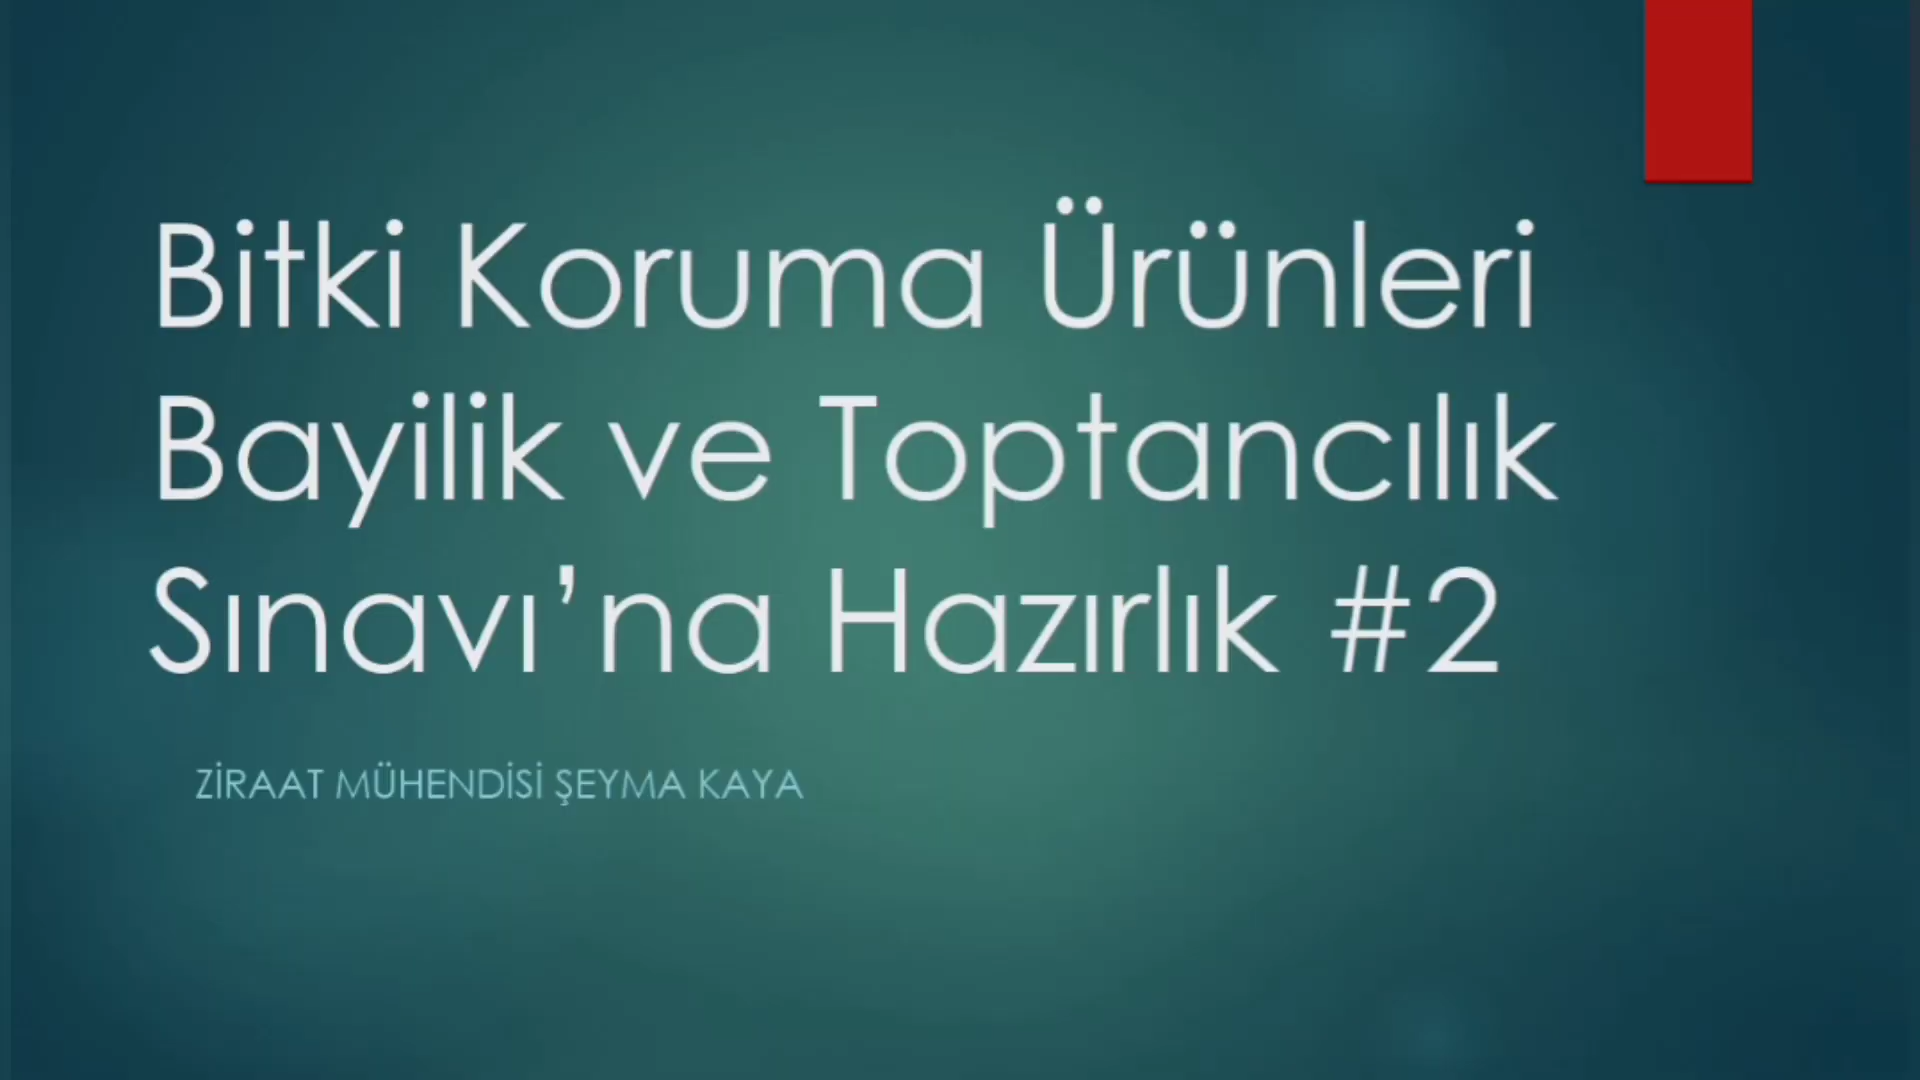 Bitki Koruma Ürünleri
Bayilik ve Toptancılık
Sınavı’na Hazırlık #2
ZİRAAT MÜHENDİSİ ŞEYMA KAYA